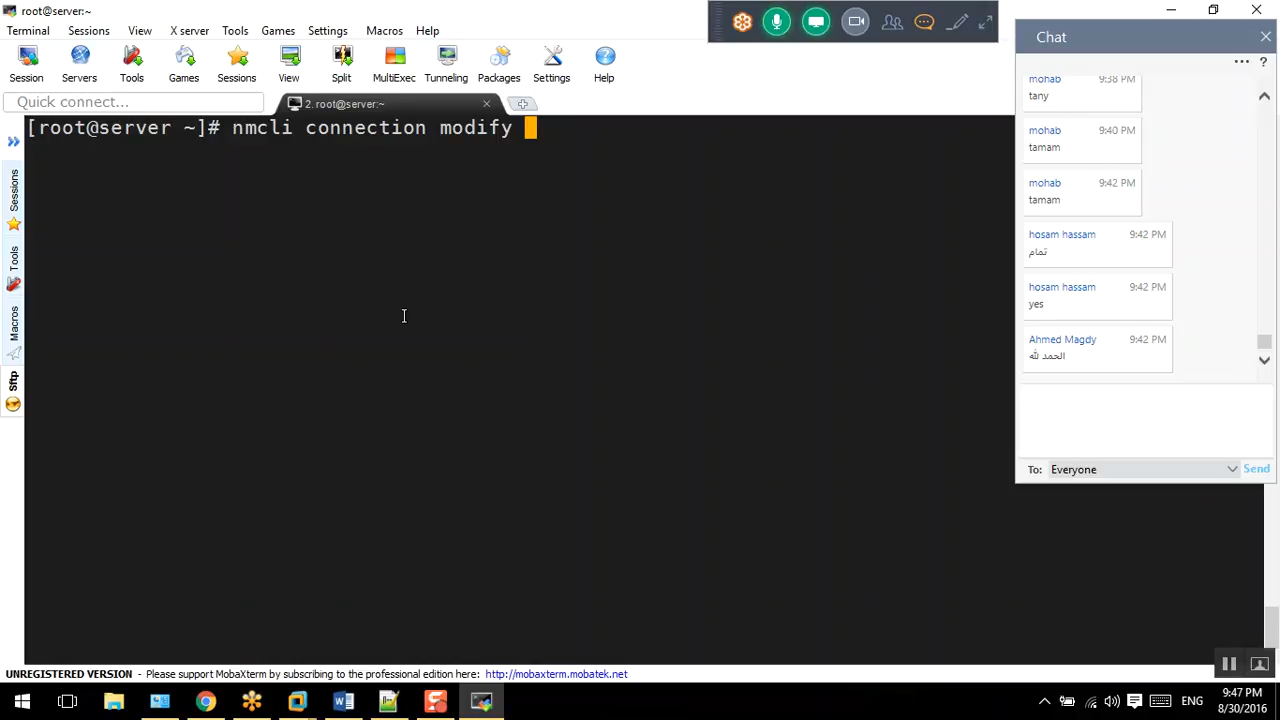 root@server:~
Terminal Sessions View X server Tools Games Settings Macros Help
Session Servers Tools Games Sessions View Split MultiExec Tunneling Packages Settings Help
Quick connect...
2. root@server:~
[root@server ~]# nmcli connection modify
Sessions
Tools
Macros
Sftp
Chat
mohab 9:38 PM
tany
mohab 9:40 PM
tamam
mohab 9:42 PM
tamam
hosam hassam 9:42 PM
تمام
hosam hassam 9:42 PM
yes
Ahmed Magdy 9:42 PM
الحمد لله
To: Everyone Send
UNREGISTERED VERSION - Please support MobaXterm by subscribing to the professional edition here: http://mobaxterm.mobatek.net
ENG
9:47 PM
8/30/2016